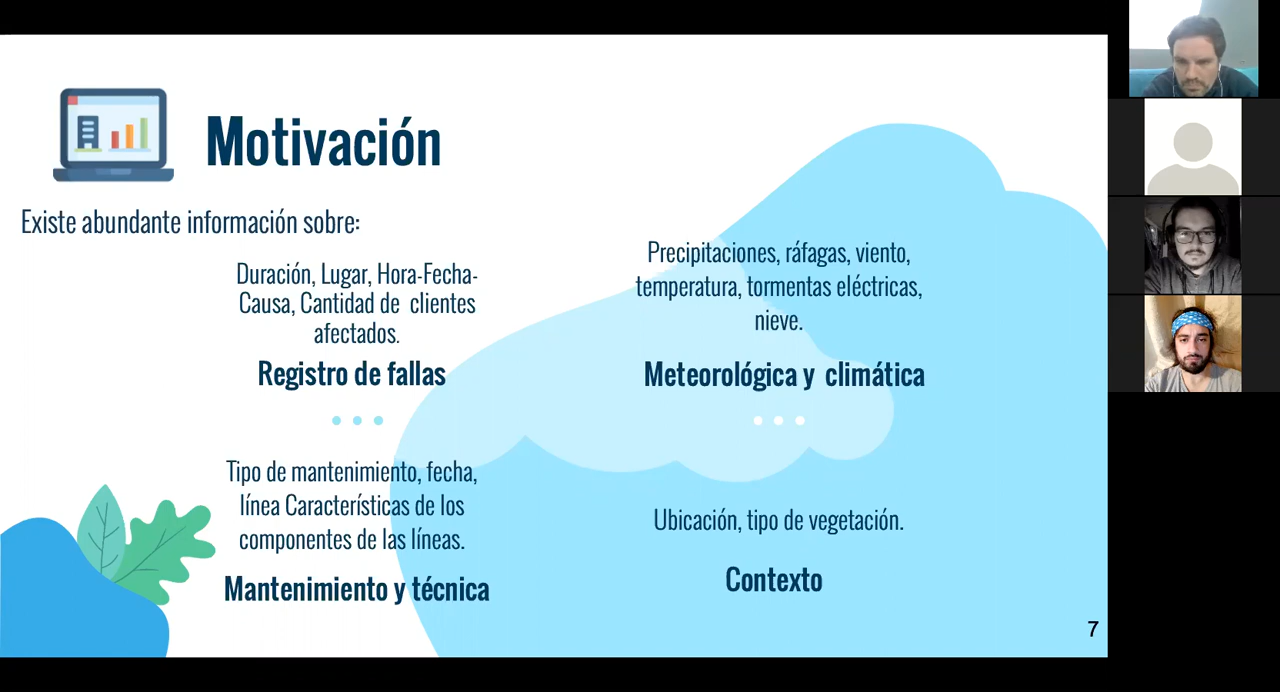 Motivación
Existe abundante información sobre:
Duración, Lugar, Hora-Fecha-
Causa, Cantidad de clientes
afectados.
Registro de fallas
Precipitaciones, ráfagas, viento,
temperatura, tormentas eléctricas,
nieve.
Meteorológica y climática
Tipo de mantenimiento, fecha,
línea Características de los
componentes de las líneas.
Mantenimiento y técnica
Ubicación, tipo de vegetación.
Contexto
7